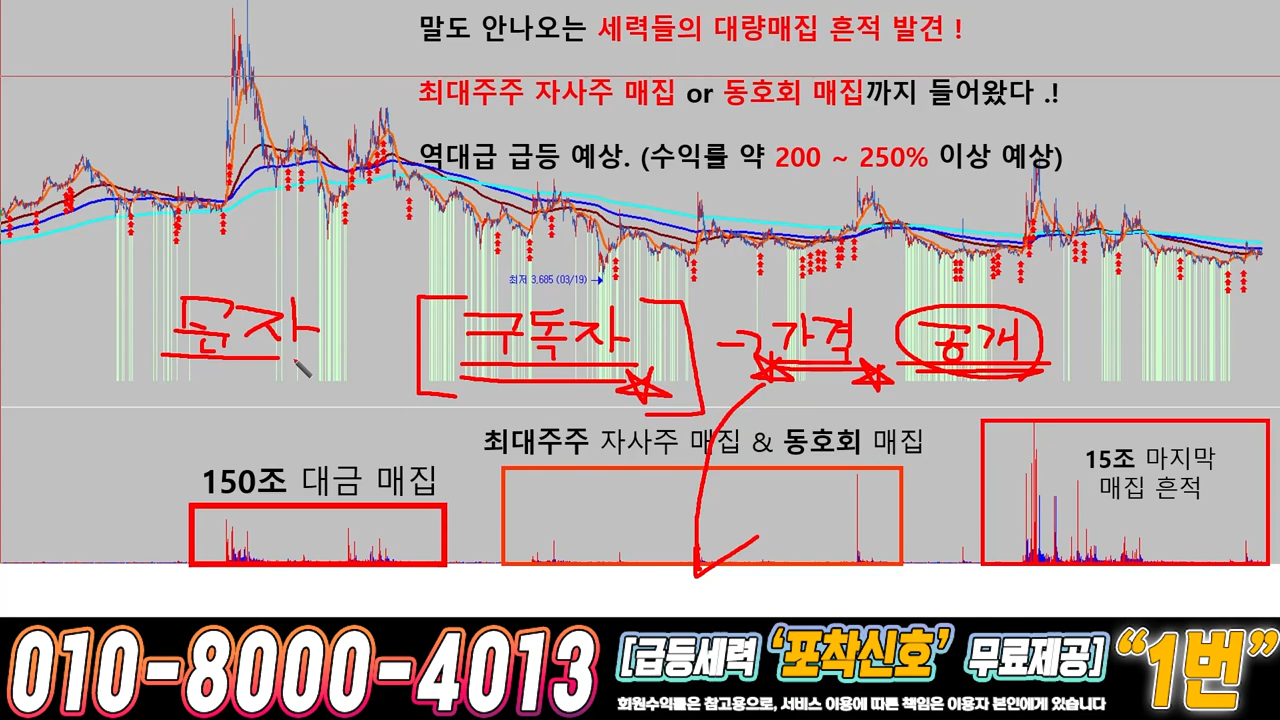 말도 안나오는 세력들의 대량매집 흔적 발견 !
최대주주 자사주 매집 or 동호회 매집까지 들어왔다 .!
역대급 급등 예상. (수익률 약 200 ~ 250% 이상 예상)
최저 3,685 (03/19)
문자
구독자
가격
공개
최대주주 자사주 매집 & 동호회 매집
150조 대금 매집
15조 마지막
매집 흔적
010-8000-4013
[급등세력 '포착신호' 무료제공] "1번"
회원수익률은 참고용으로, 서비스 이용에 따른 책임은 이용자 본인에게 있습니다